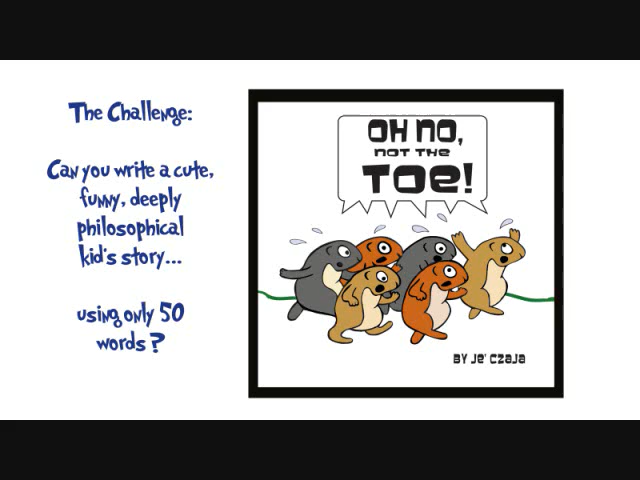 The Challenge:
Can you write a cute,
funny, deeply
philosophical
kid's story...
using only 50
words?
OH NO,
NOT THE
TOE!
BY JE' CZAJA